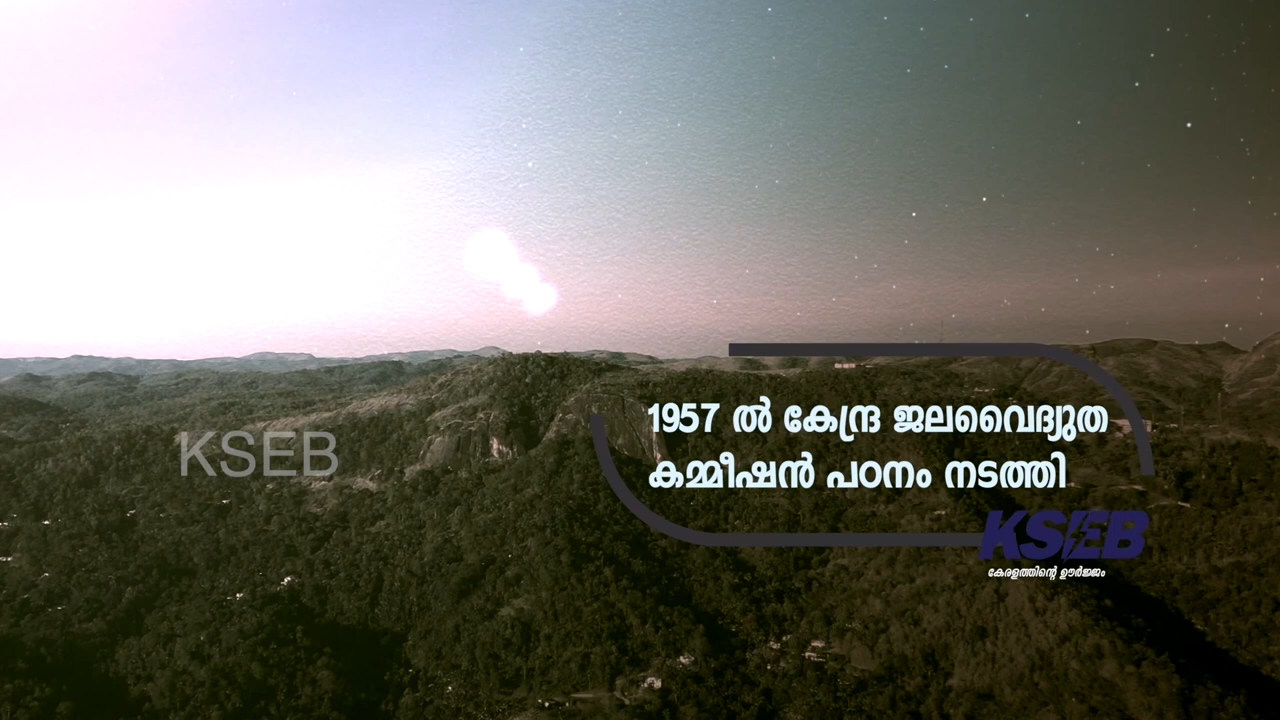 1957 ൽ കേന്ദ്ര ജലവൈദ്യുത
കമ്മീഷൻ പഠനം നടത്തി
KSEB
KSEB
കേരളത്തിന്റെ ഊർജ്ജം